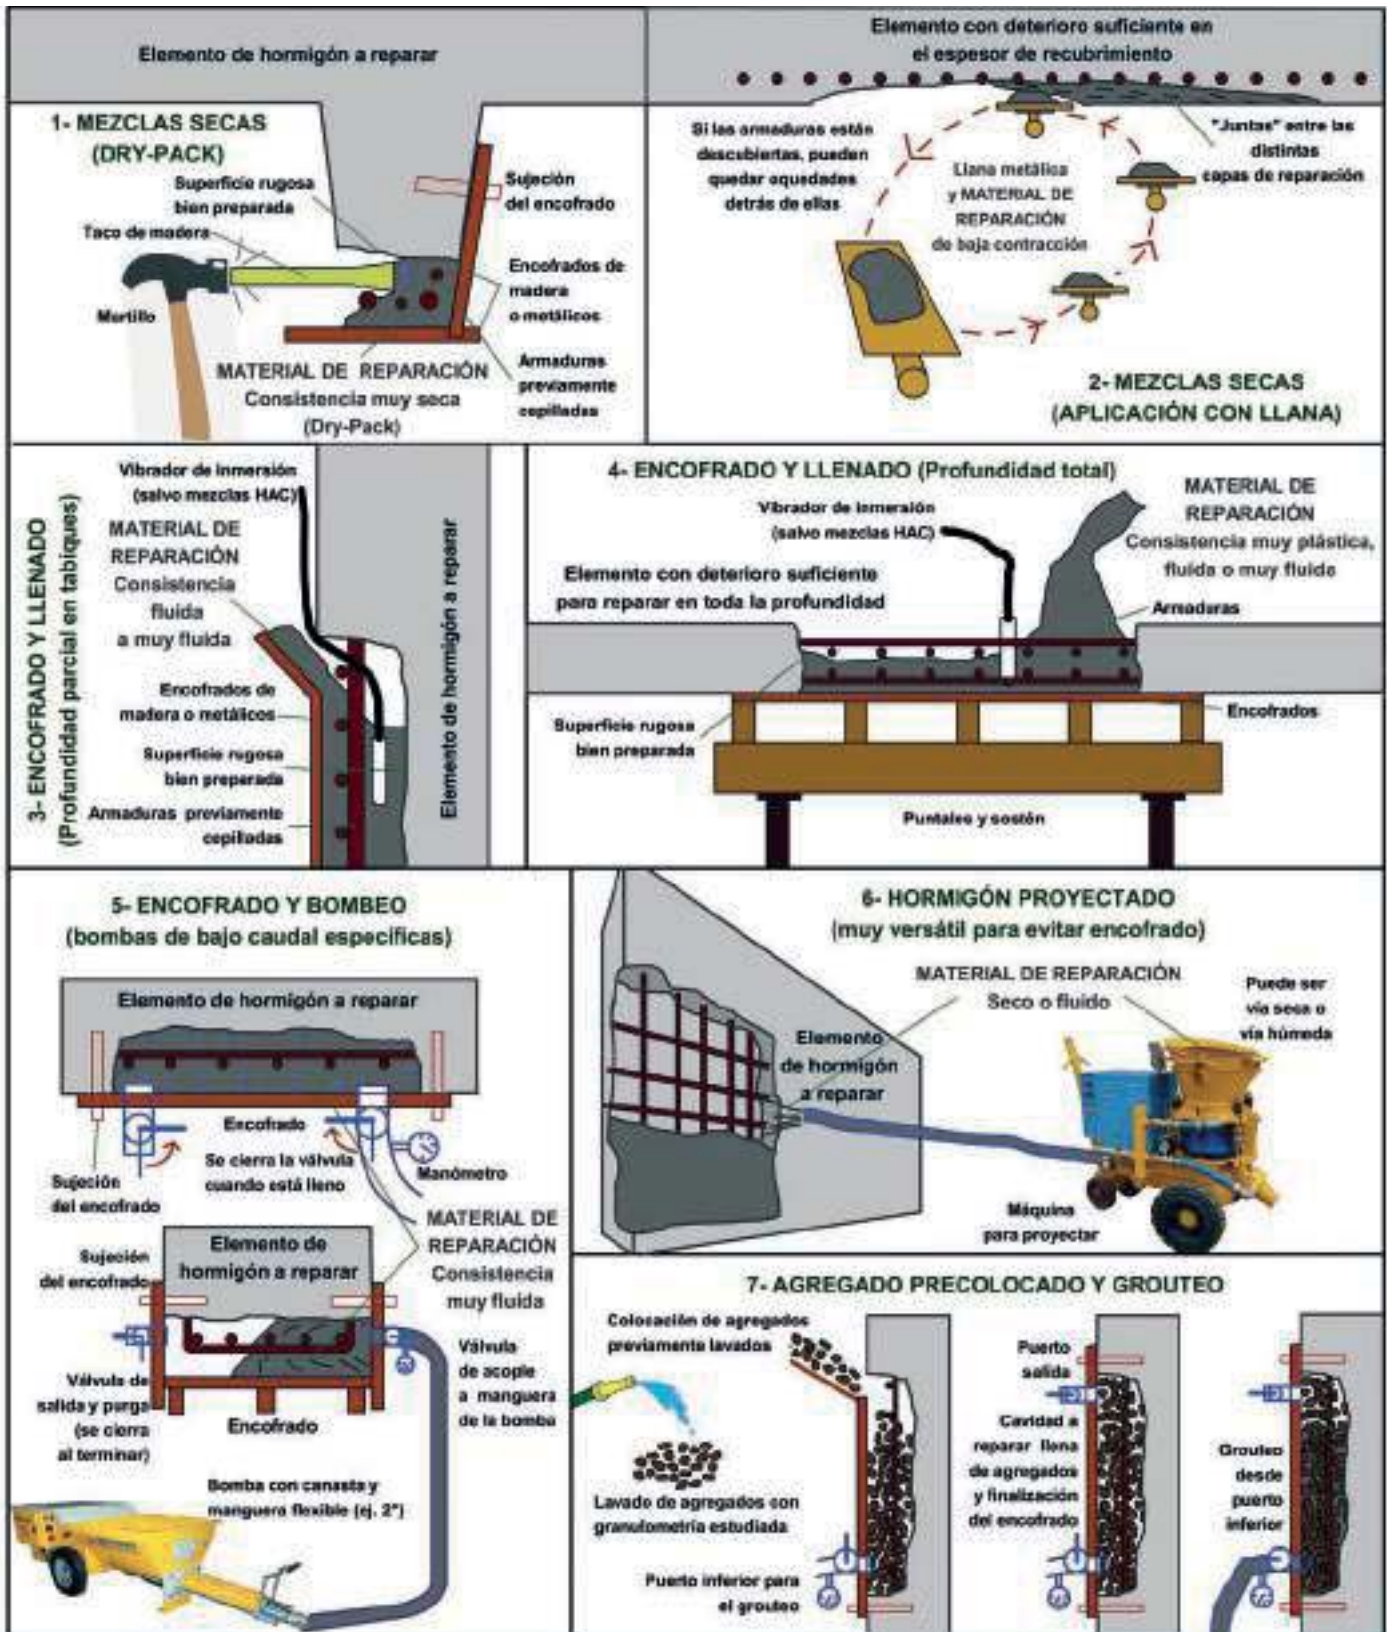 Elemento de hormigón a reparar
1- MEZCLAS SECAS
(DRY-PACK)
Superficie rugosa
bien preparada
Taco de madera
Martillo
Sujeción
del encofrado
Encofrados de
madera
o metálicos
Armaduras
previamente
cepilladas
MATERIAL DE REPARACIÓN
Consistencia muy seca
(Dry-Pack)
Elemento con deterioro suficiente en
el espesor de recubrimiento
Si las armaduras están
descubiertas, pueden
quedar oquedades
detrás de ellas
Llana metálica
y MATERIAL DE
REPARACIÓN
de baja contracción
"Juntas" entre las
distintas
capas de reparación
2- MEZCLAS SECAS
(APLICACIÓN CON LLANA)
3- ENCOFRADO Y LLENADO
(Profundidad parcial en tabiques)
Vibrador de inmersión
(salvo mezclas HAC)
MATERIAL DE
REPARACIÓN
Consistencia
fluida
a muy fluida
Encofrados de
madera o metálicos
Superficie rugosa
bien preparada
Armaduras previamente
cepilladas
Elemento de hormigón a reparar
4- ENCOFRADO Y LLENADO (Profundidad total)
Vibrador de inmersión
(salvo mezclas HAC)
MATERIAL DE
REPARACIÓN
Consistencia muy plástica,
fluida o muy fluida
Elemento con deterioro suficiente
para reparar en toda la profundidad
Armaduras
Superficie rugosa
bien preparada
Encofrados
Puntales y sostén
5- ENCOFRADO Y BOMBEO
(bombas de bajo caudal específicas)
Elemento de hormigón a reparar
Encofrado
Se cierra la válvula
cuando está lleno
Manómetro
Sujeción
del encofrado
MATERIAL DE
REPARACIÓN
Consistencia
muy fluida
Elemento de
hormigón a reparar
Sujeción
del encofrado
Válvula de
salida y purga
(se cierra
al terminar)
Encofrado
Válvula
de acople
a manguera
de la bomba
Bomba con canasta y
manguera flexible (ej. 2")
6- HORMIGÓN PROYECTADO
(muy versátil para evitar encofrado)
MATERIAL DE REPARACIÓN
Seco o fluido
Puede ser
vía seca o
vía húmeda
Elemento
de hormigón
a reparar
Máquina
para proyectar
7- AGREGADO PRECOLOCADO Y GROUTEO
Colocación de agregados
previamente lavados
Lavado de agregados con
granulometría estudiada
Puerto inferior para
el grouteo
Puerto
salida
Cavidad a
reparar llena
de agregados
y finalización
del encofrado
Grouteo
desde
puerto
inferior